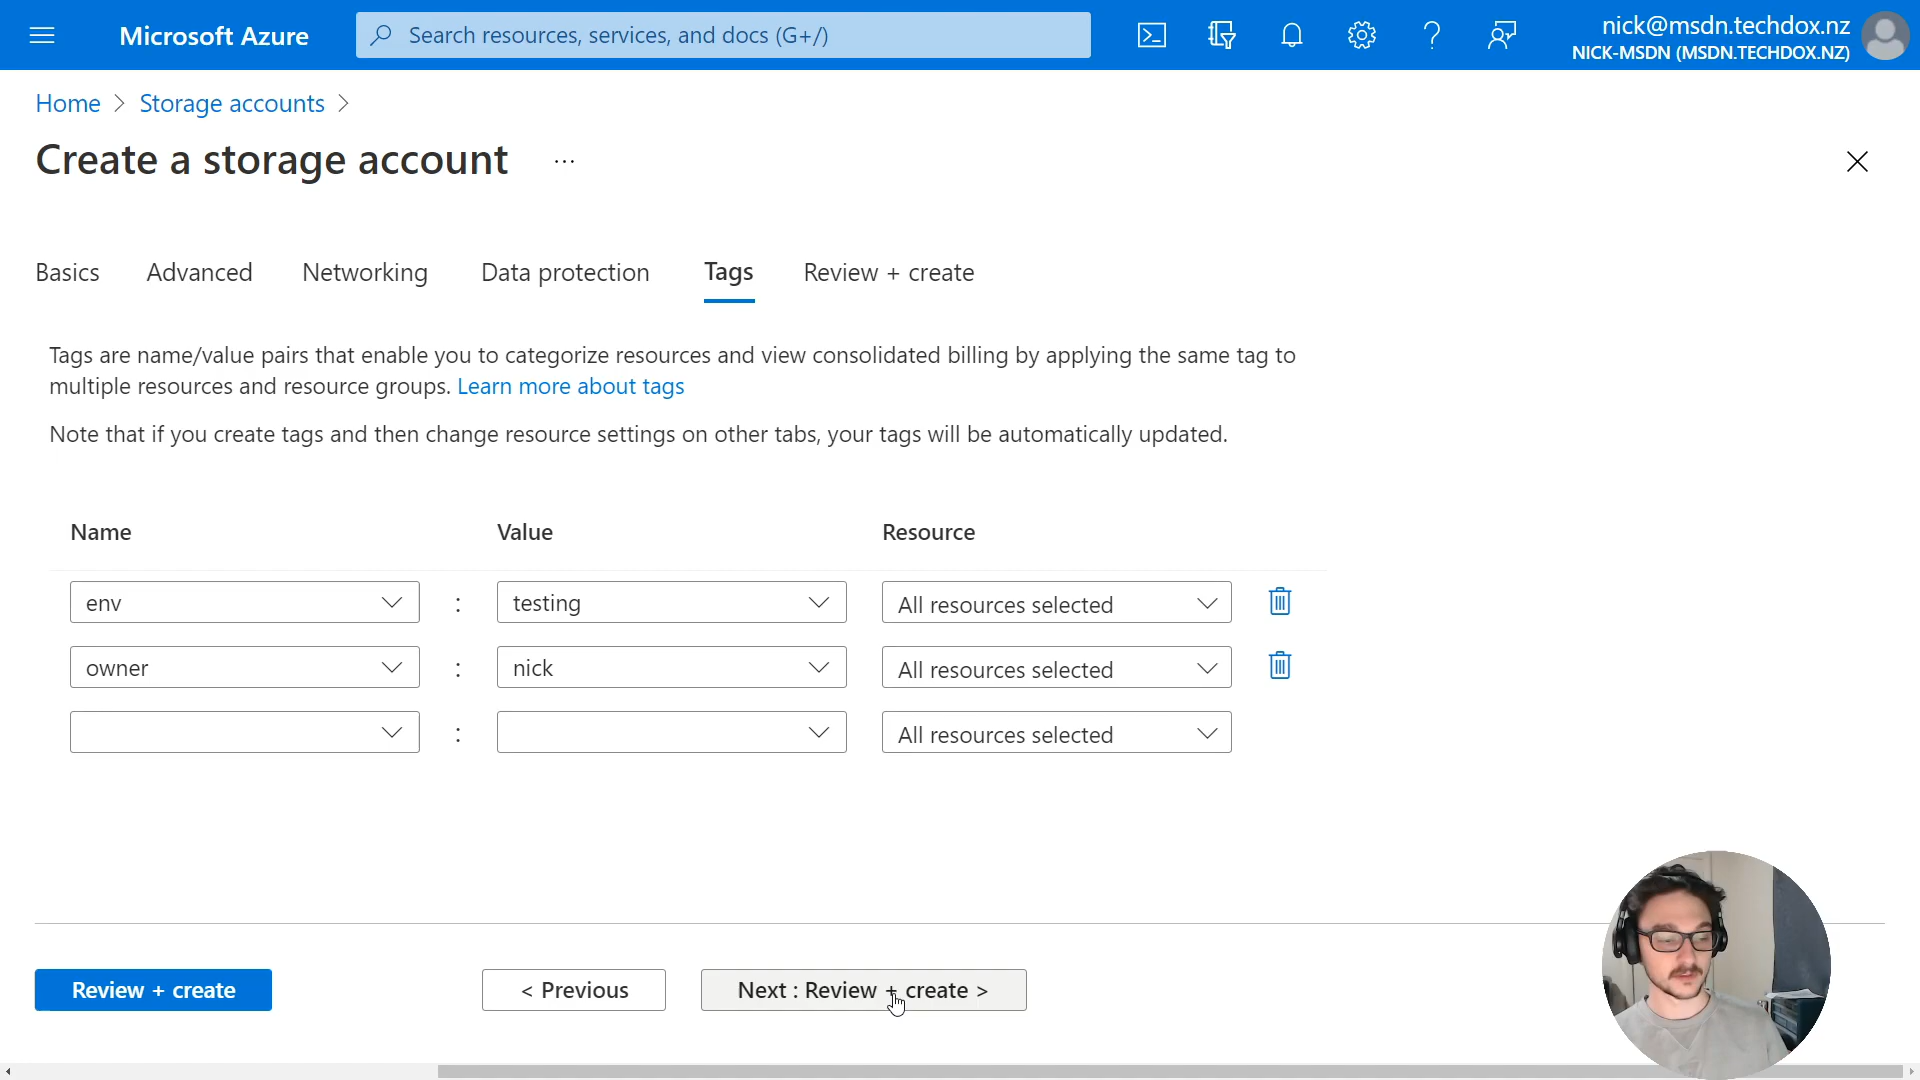 Microsoft Azure
Search resources, services, and docs (G+/)
nick@msdn.techdox.nz
NICK-MSDN (MSDN.TECHDOX.NZ)
Home > Storage accounts >
Create a storage account ...
Basics Advanced Networking Data protection Tags Review + create
Tags are name/value pairs that enable you to categorize resources and view consolidated billing by applying the same tag to
multiple resources and resource groups. Learn more about tags
Note that if you create tags and then change resource settings on other tabs, your tags will be automatically updated.
Name Value Resource
env : testing All resources selected
owner : nick All resources selected
: All resources selected
Review + create < Previous Next : Review + create >